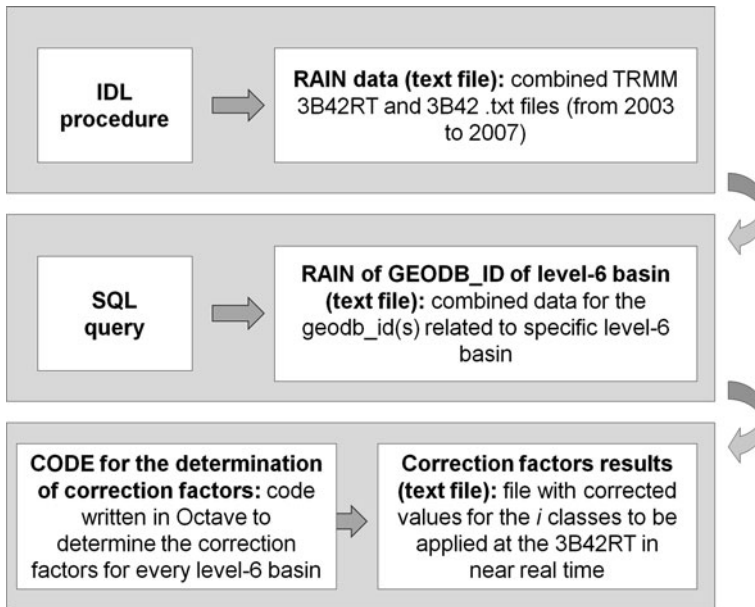 IDL
procedure
RAIN data (text file): combined TRMM
3B42RT and 3B42 .txt files (from 2003
to 2007)
SQL
query
RAIN of GEODB_ID of level-6 basin
(text file): combined data for the
geodb_id(s) related to specific level-6
basin
CODE for the determination
of correction factors: code
written in Octave to
determine the correction
factors for every level-6 basin
Correction factors results
(text file): file with corrected
values for the i classes to be
applied at the 3B42RT in
near real time